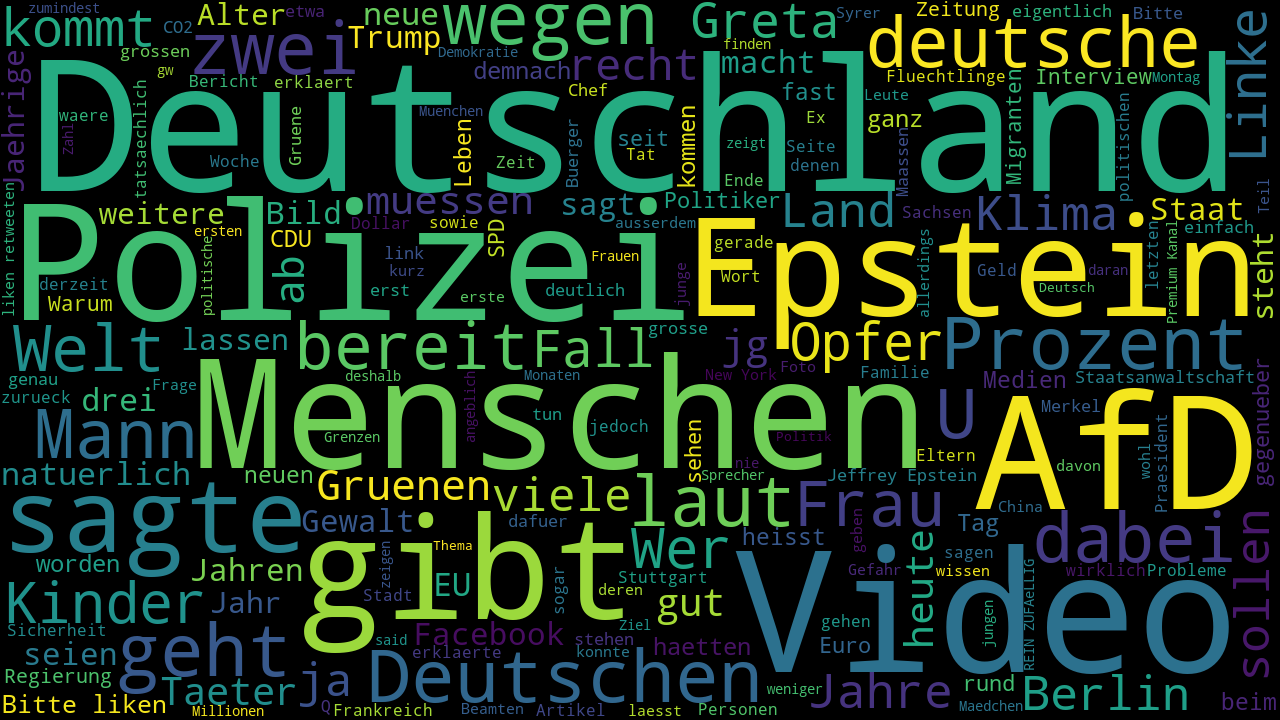 zumindest
kommt
CO2
Alter
etwa
neue
wegen
Greta
Syrer
Zeitung
eigentlich
Bitte
Linke
grossen
zwei
Trump
Demokratie
finden
deutsche
gw
Bericht
erklaert
demnach
recht
macht
Fluechtlinge
Interview
Montag
Jaehrige
Deutschland
waere
Zahl
tatsaechlich
Muenchen
Chef
fast
Leute
Ex
ganz
Migranten
politischen
Gruene
Woche
Leben
Zeit
Buerger
seit
Tat
kommen
zeigt
Seite
denen
Maassen
Ende
Teil
liken retweeten
weitere
Bild
muessen
sagt
Politiker
Land
Sachsen
Klima
Staat
Polizei
ersten
Dollar
sowie
ausserdem
Epstein
gerade
einfach
CDU
SPD
Frauen
steht
derzeit
politische
ab
link
kurz
Wort
allerdings
Geld
daran
letzten
Premium Kanal
Warum
erst
erste
deutlich
junge
Deutsch
Welt
lassen
bereit
Fall
grosse
jg
Opfer
Prozent
genau
Frage
deshalb
Monaten
New York
Foto
Familie
Medien
Staatsanwaltschaft
gegenueber
zurueck
drei
Menschen
angeblich
tun
jedoch
U
Merkel
AfD
Mann
Grenzen
sehen
Politik
Eltern
wohl
Praesident
davon
natuerlich
neuen
Gruenen
viele
laut
nie
Sprecher
Jeffrey Epstein
Frau
China
sagte
Gewalt
gibt
dafuer
Wer
heisst
geben
Tag
dabei
sollen
worden
Jahren
zeigen
Thema
sogar
Video
heute
sagen
Kinder
Jahr
Stadt
EU
deren
Stuttgart
gut
Gefahr
wissen
wirklich
Probleme
Sicherheit
geht
said
Facebook
stehen
Ziel
haetten
gehen
jungen
REIN ZUFAeLLIG
seien
erklaerte
konnte
Euro
Regierung
Taeter
ja
Deutschen
weniger
Jahre
rund
Berlin
Bitte liken
Millionen
Q
Frankreich
Beamten
Artikel
laesst
Personen
Maedchen
beim